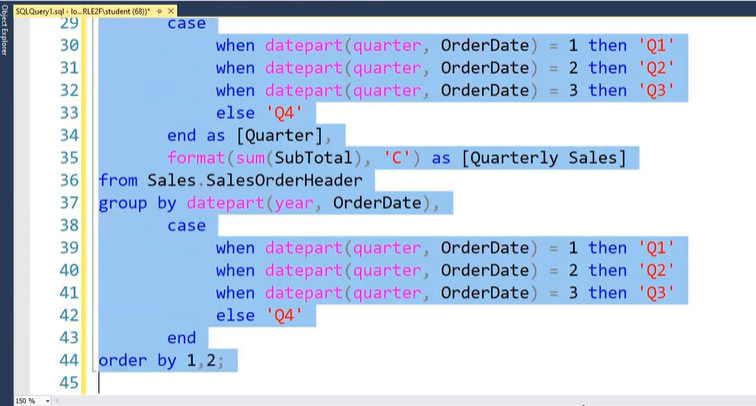 SQLQuery1.sql - lo...RLE2F\student (68))*
Object Explorer
29 case
30 when datepart(quarter, OrderDate) = 1 then 'Q1'
31 when datepart(quarter, OrderDate) = 2 then 'Q2'
32 when datepart(quarter, OrderDate) = 3 then 'Q3'
33 else 'Q4'
34 end as [Quarter],
35 format(sum(SubTotal), 'C') as [Quarterly Sales]
36 from Sales.SalesOrderHeader
37 group by datepart(year, OrderDate),
38 case
39 when datepart(quarter, OrderDate) = 1 then 'Q1'
40 when datepart(quarter, OrderDate) = 2 then 'Q2'
41 when datepart(quarter, OrderDate) = 3 then 'Q3'
42 else 'Q4'
43 end
44 order by 1,2;
45
150 %